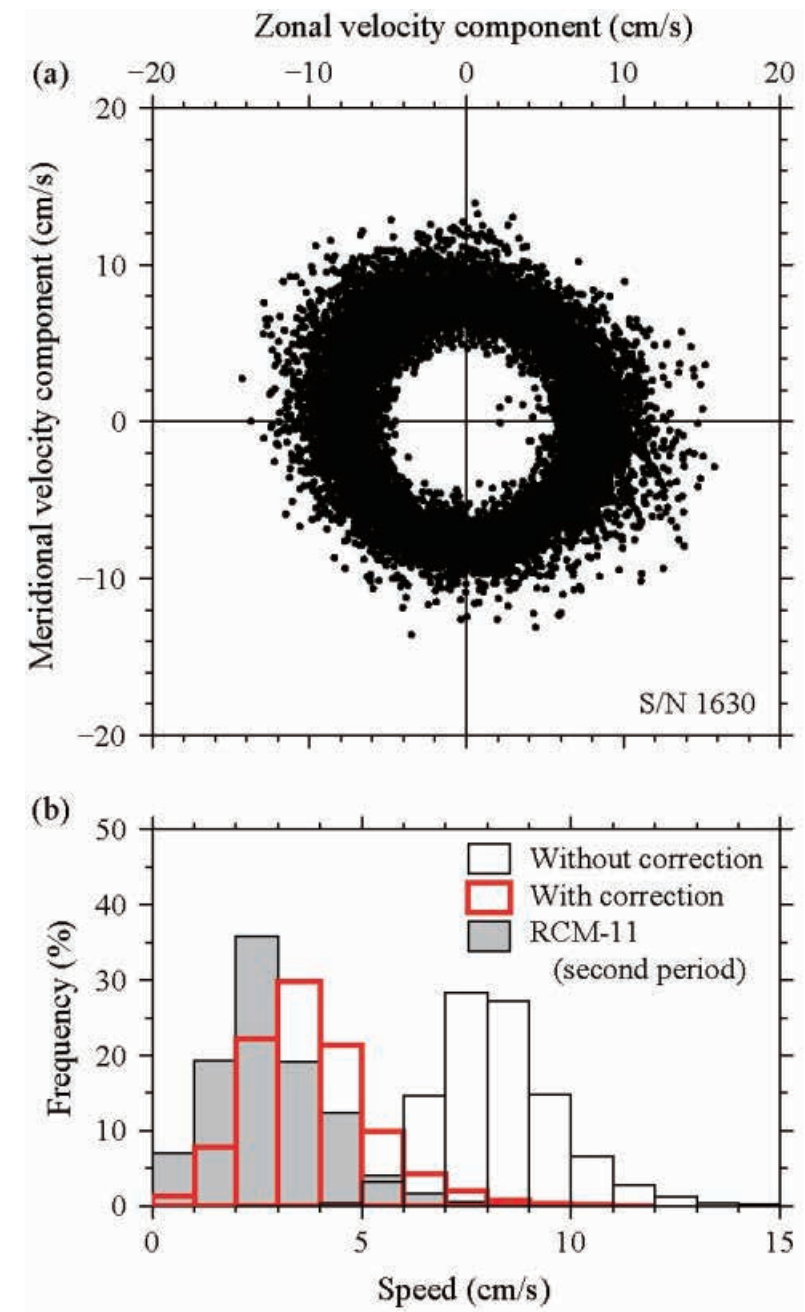 Zonal velocity component (cm/s)
(a) −20 −10 0 10 20
20
10
0
−10
−20
Meridional velocity component (cm/s)
S/N 1630
(b)
50
40
30
20
10
0
Frequency (%)
Without correction
With correction
RCM-11
(second period)
0 5 10 15
Speed (cm/s)